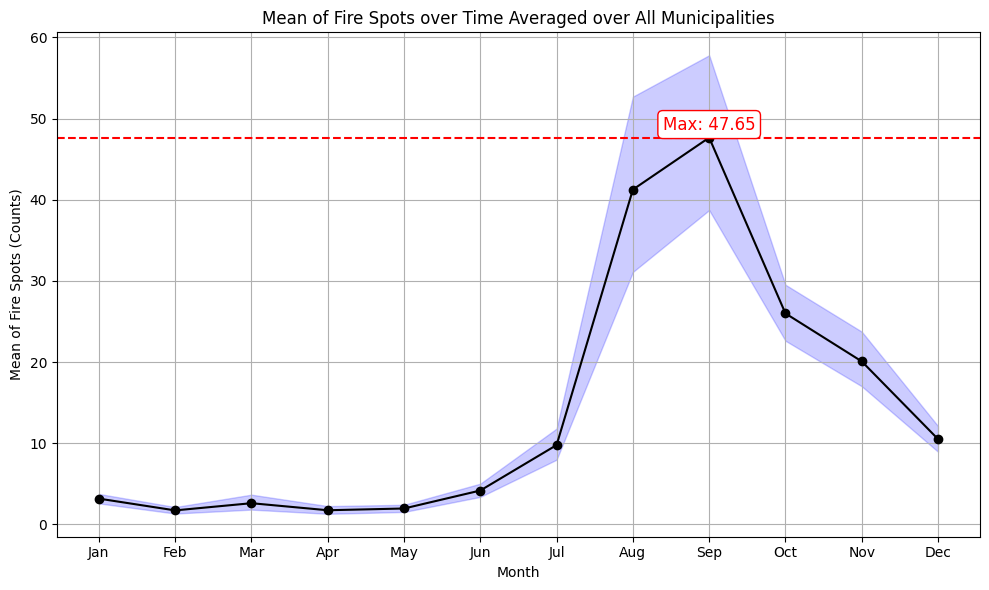 Mean of Fire Spots over Time Averaged over All Municipalities
Mean of Fire Spots (Counts)
60
50
40
30
20
10
0
Max: 47.65
Jan Feb Mar Apr May Jun Jul Aug Sep Oct Nov Dec
Month